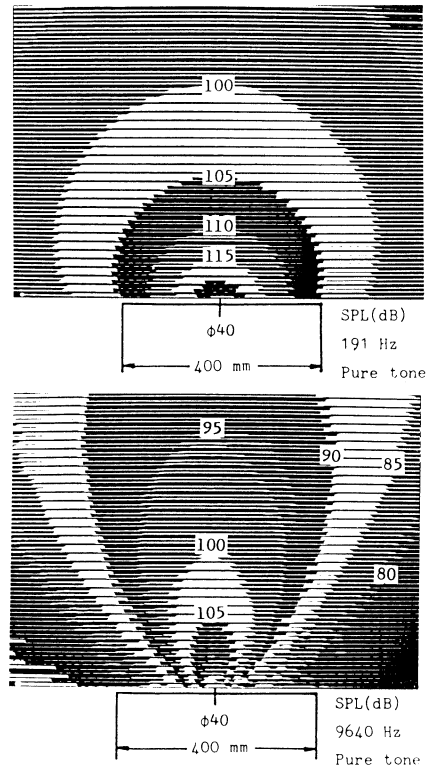 100
105
110
115
φ40
400 mm
SPL(dB)
191 Hz
Pure tone
95
90
85
100
80
105
φ40
400 mm
SPL(dB)
9640 Hz
Pure tone